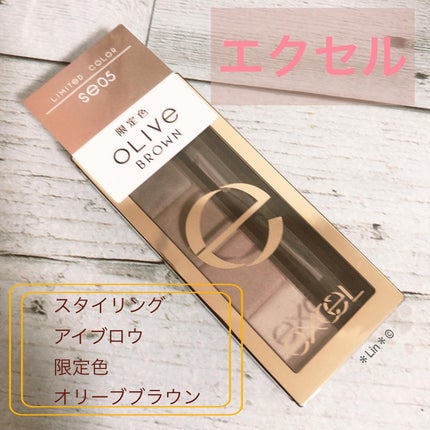 エクセル
LIMITED COLOR
se05
限定色
OLIVE
BROWN
e
excel
excel
スタイリング
アイブロウ
限定色
オリーブブラウン
＊Lin＊©